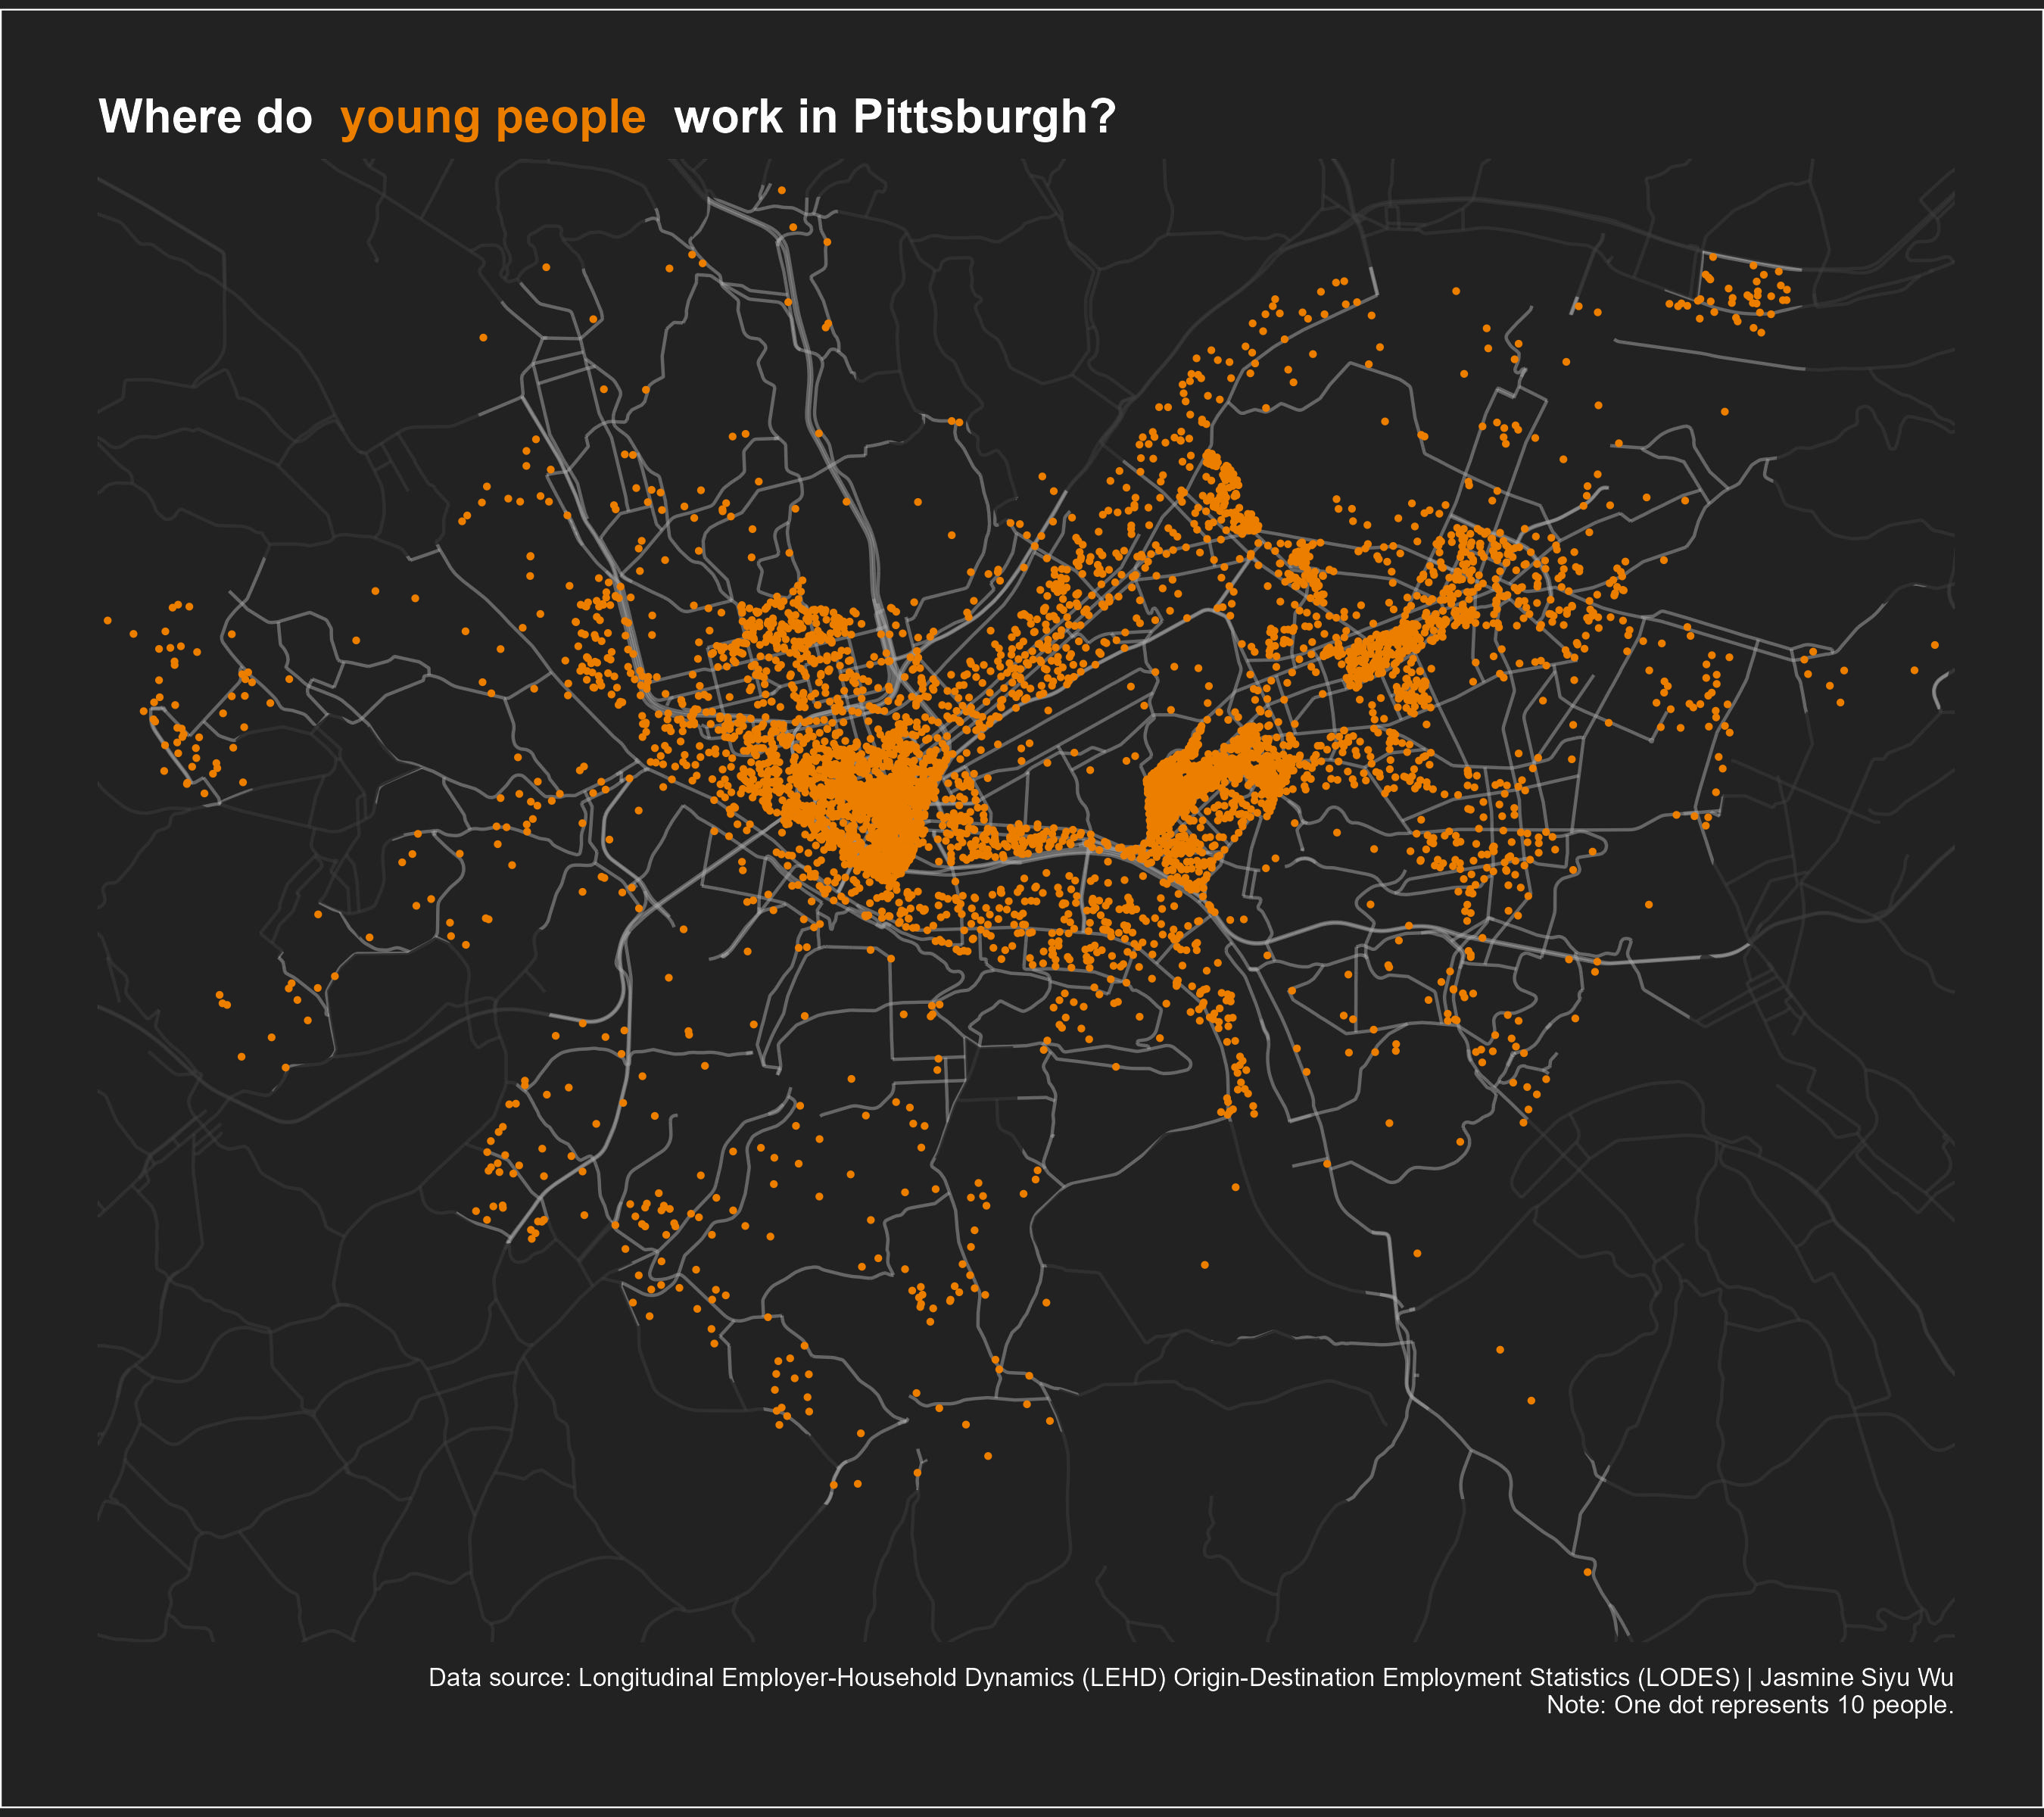 Where do young people work in Pittsburgh?
Data source: Longitudinal Employer-Household Dynamics (LEHD) Origin-Destination Employment Statistics (LODES) | Jasmine Siyu Wu
Note: One dot represents 10 people.